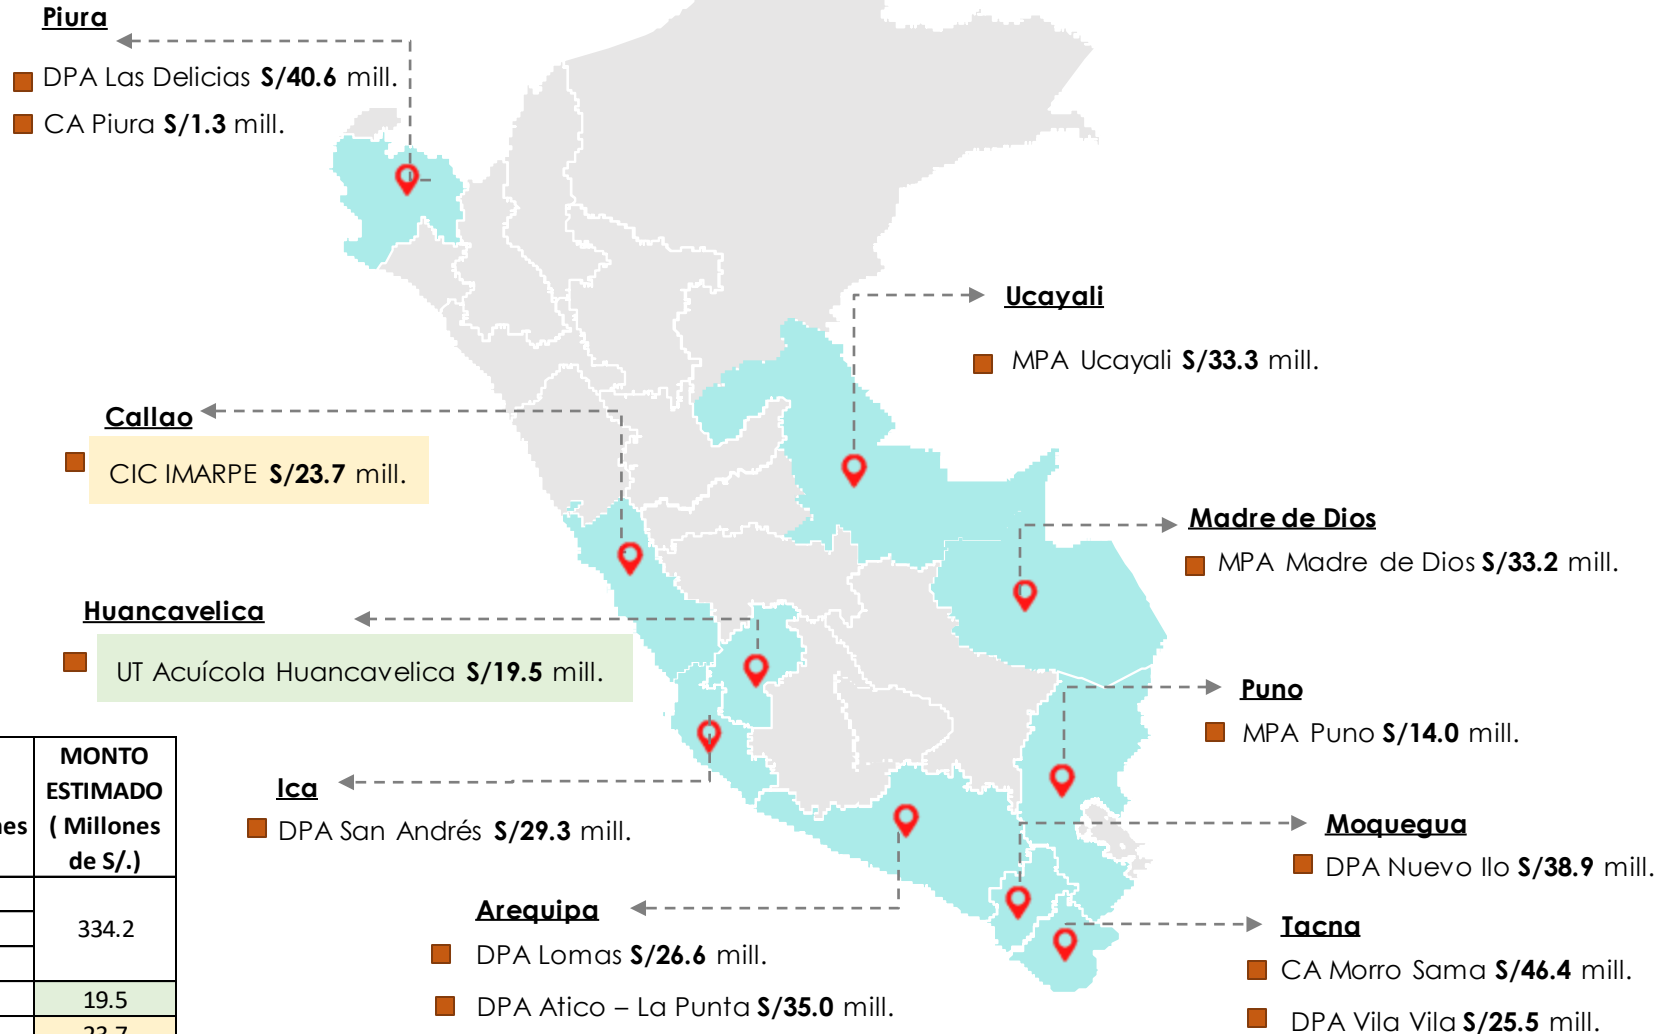 Piura
DPA Las Delicias S/40.6 mill.
CA Piura S/1.3 mill.
Ucayali
MPA Ucayali S/33.3 mill.
Callao
CIC IMARPE S/23.7 mill.
Madre de Dios
MPA Madre de Dios S/33.2 mill.
Huancavelica
UT Acuícola Huancavelica S/19.5 mill.
Puno
MPA Puno S/14.0 mill.
Ica
DPA San Andrés S/29.3 mill.
Moquegua
DPA Nuevo Ilo S/38.9 mill.
Arequipa
DPA Lomas S/26.6 mill.
DPA Atico – La Punta S/35.0 mill.
Tacna
CA Morro Sama S/46.4 mill.
DPA Vila Vila S/25.5 mill.
MONTO
ESTIMADO
( Millones
de S/.)
334.2
19.5
23.7